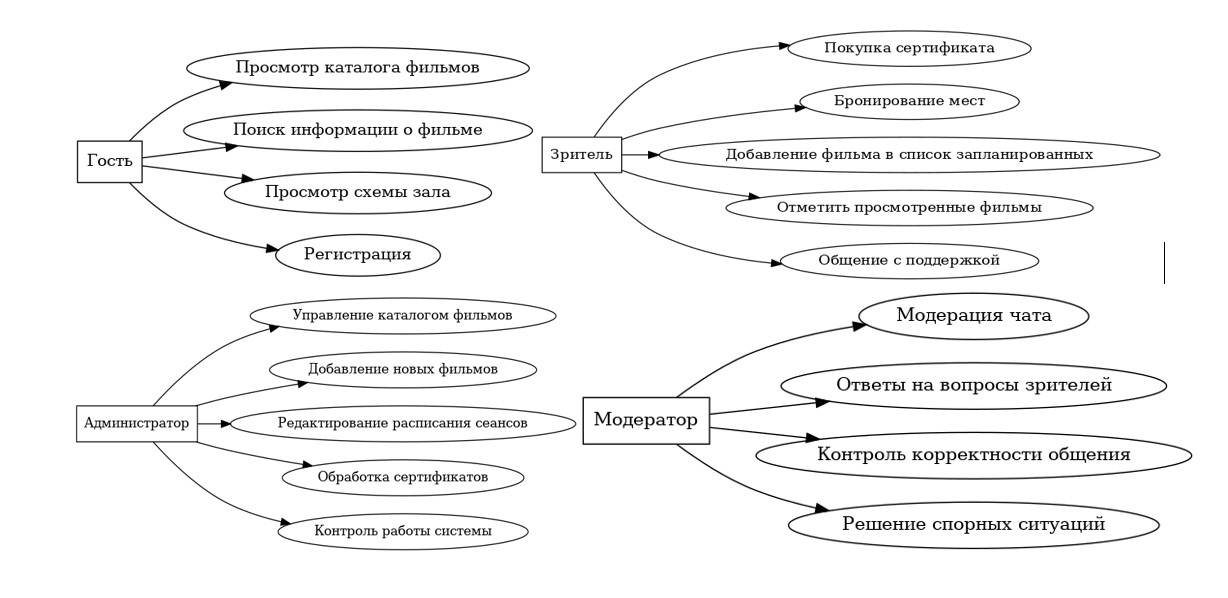 Гость
Просмотр каталога фильмов
Поиск информации о фильме
Просмотр схемы зала
Регистрация
Зритель
Покупка сертификата
Бронирование мест
Добавление фильма в список запланированных
Отметить просмотренные фильмы
Общение с поддержкой
Администратор
Управление каталогом фильмов
Добавление новых фильмов
Редактирование расписания сеансов
Обработка сертификатов
Контроль работы системы
Модератор
Модерация чата
Ответы на вопросы зрителей
Контроль корректности общения
Решение спорных ситуаций